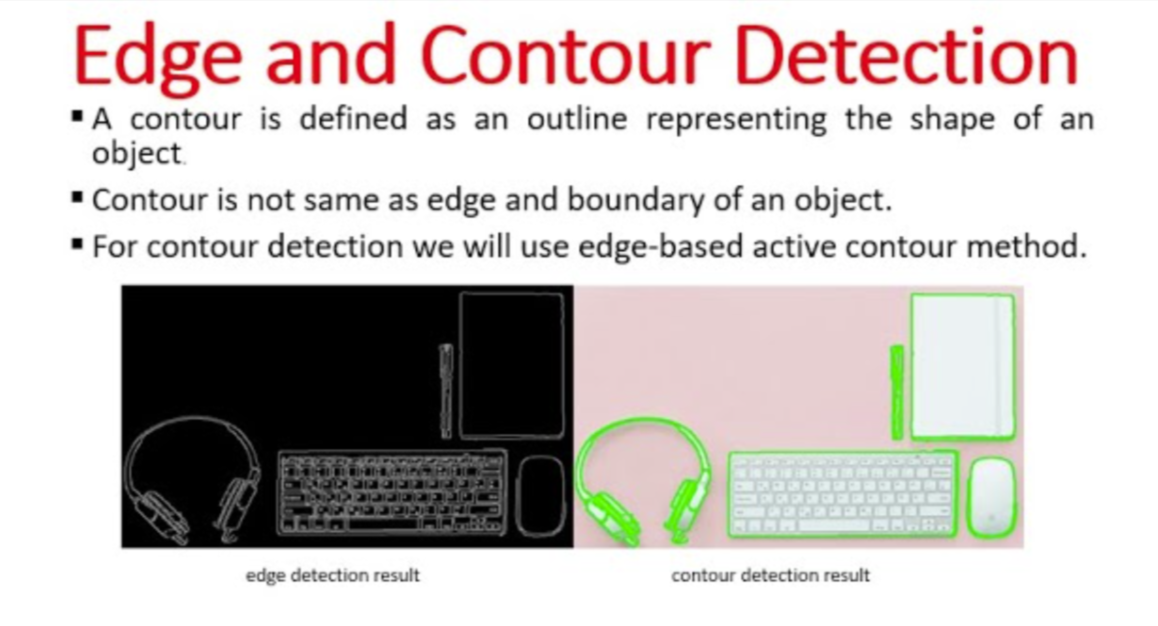 Edge and Contour Detection
▪ A contour is defined as an outline representing the shape of an
object.
▪ Contour is not same as edge and boundary of an object.
▪ For contour detection we will use edge-based active contour method.
edge detection result
contour detection result